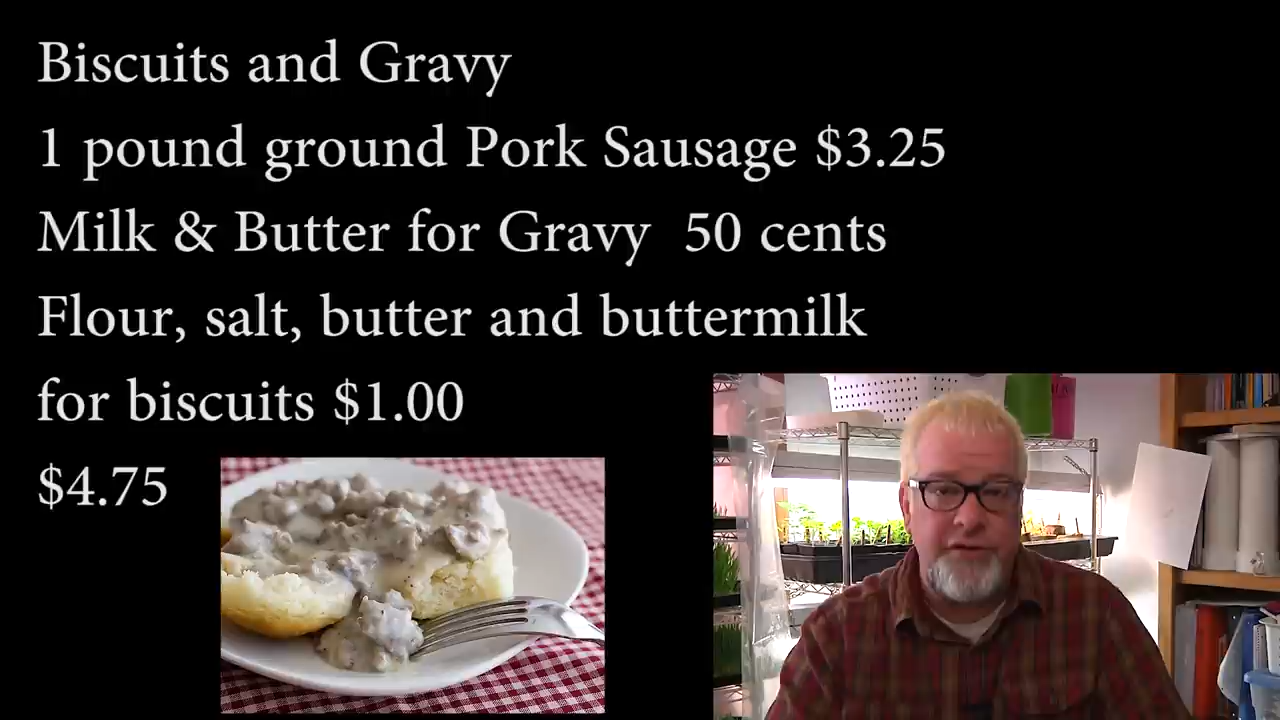 Biscuits and Gravy
1 pound ground Pork Sausage $3.25
Milk & Butter for Gravy 50 cents
Flour, salt, butter and buttermilk
for biscuits $1.00
$4.75